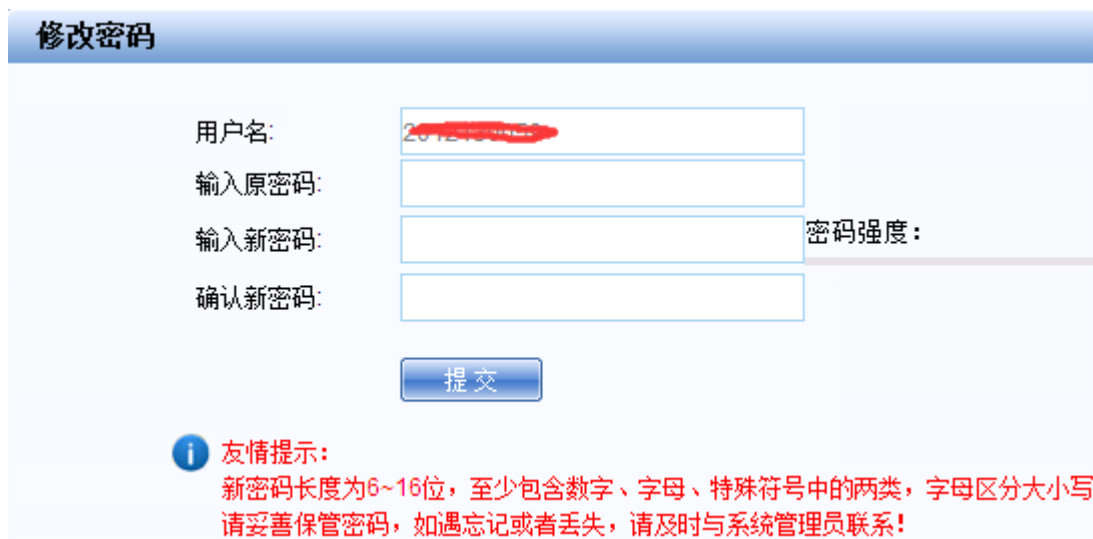 修改密码
用户名:
输入原密码:
输入新密码:
密码强度：
确认新密码:
提 交
友情提示：
新密码长度为6~16位，至少包含数字、字母、特殊符号中的两类，字母区分大小写
请妥善保管密码，如遇忘记或者丢失，请及时与系统管理员联系！